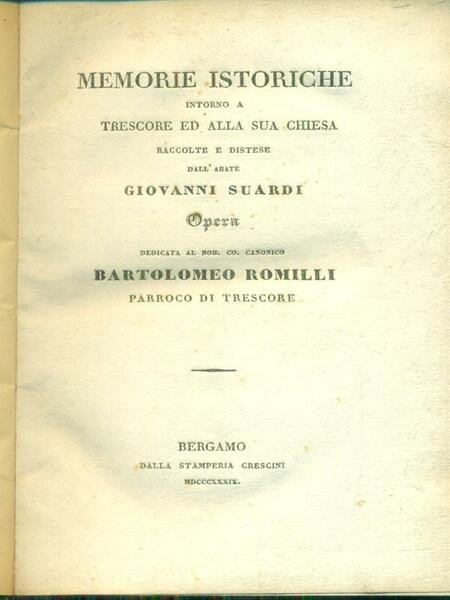 MEMORIE ISTORICHE
INTORNO A
TRESCORE ED ALLA SUA CHIESA
RACCOLTE E DISTESE
DALL' ABATE
GIOVANNI SUARDI
Opera
DEDICATA AL NOB. CO. CANONICO
BARTOLOMEO ROMILLI
PARROCO DI TRESCORE
BERGAMO
DALLA STAMPERIA CRESCINI
MDCCCXXXIX.